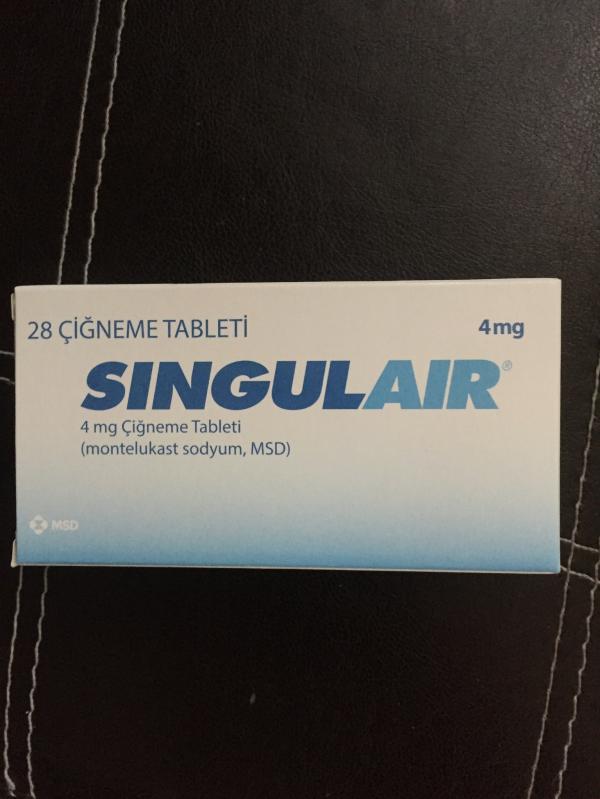 28 ÇİĞNEME TABLETİ 4mg
SINGULAIR®
4 mg Çiğneme Tableti
(montelukast sodyum, MSD)
MSD